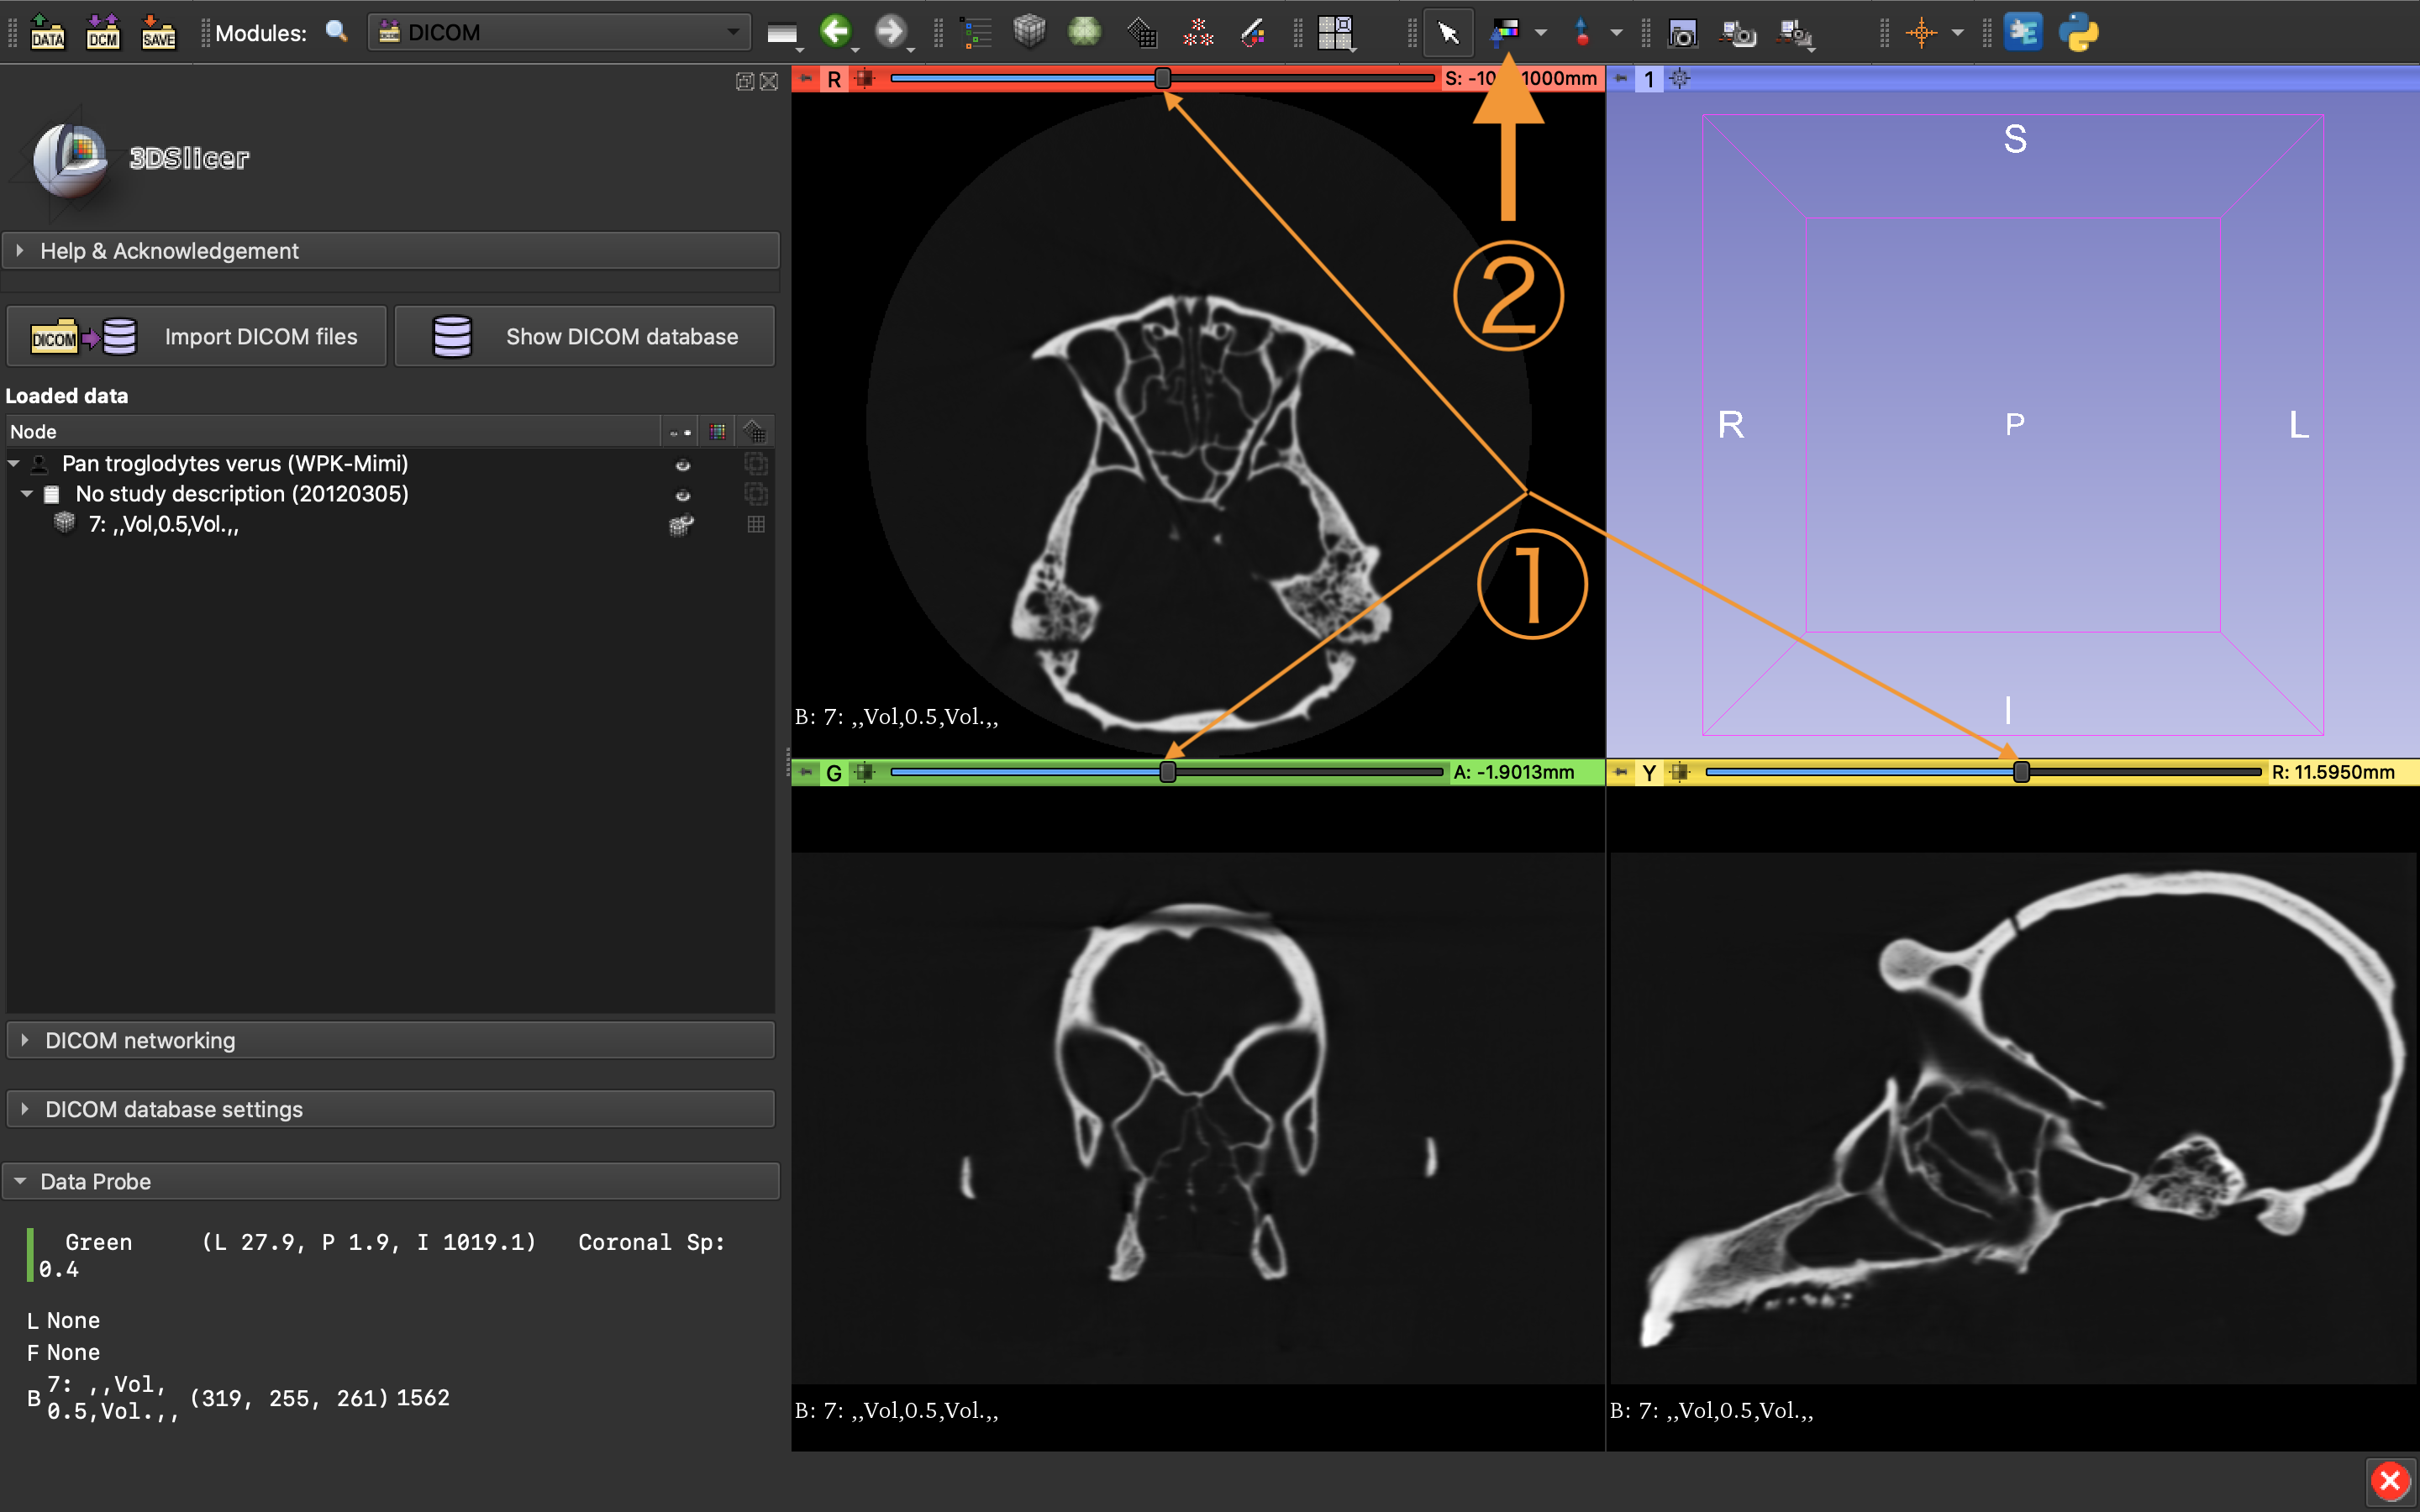 DATA
DCM
SAVE
Modules:
DICOM
R
S: -10
1000mm
1
3DSlicer
Help & Acknowledgement
DICOM
Import DICOM files
Show DICOM database
Loaded data
Node
Pan troglodytes verus (WPK-Mimi)
No study description (20120305)
7: ,,Vol,0.5,Vol.,,
②
①
B: 7: ,,Vol,0.5,Vol.,,
S
R
P
L
I
G
A: -1.9013mm
Y
R: 11.5950mm
B: 7: ,,Vol,0.5,Vol.,,
B: 7: ,,Vol,0.5,Vol.,,
DICOM networking
DICOM database settings
Data Probe
Green (L 27.9, P 1.9, I 1019.1) Coronal Sp:
0.4
L None
F None
B 7: ,,Vol,
0.5,Vol.,, (319, 255, 261) 1562